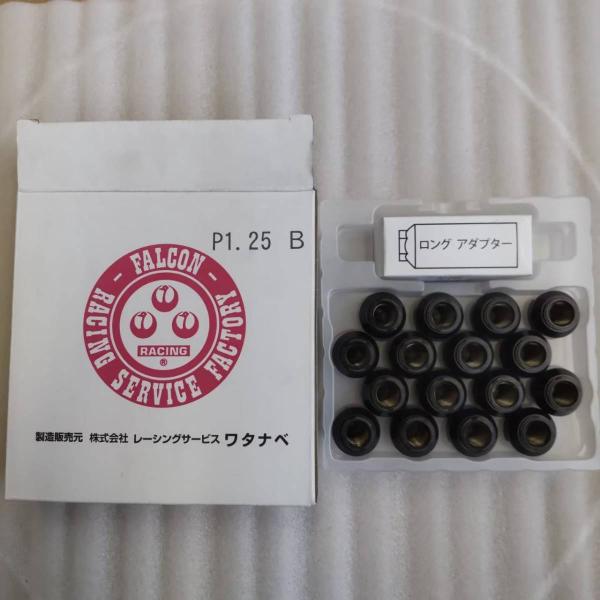 P1.25 B
FALCON
RACING SERVICE FACTORY
RACING
®
製造販売元 株式会社 レーシングサービス ワタナベ
ロング アダプター